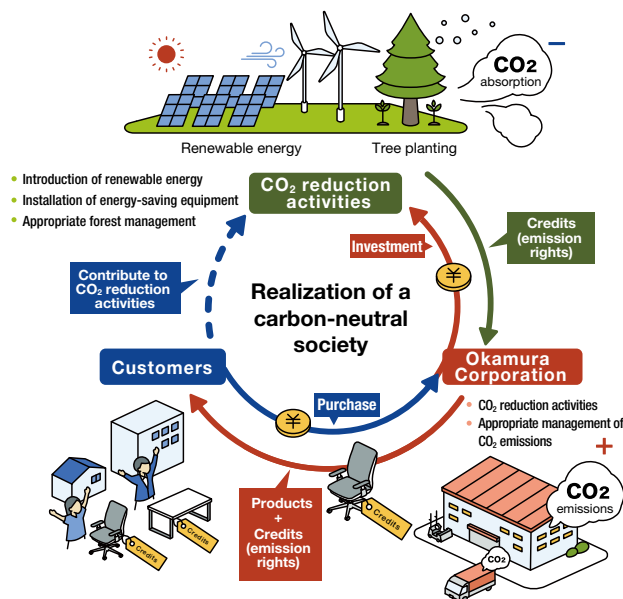 CO2
absorption
Renewable energy
Tree planting
• Introduction of renewable energy
• Installation of energy-saving equipment
• Appropriate forest management
CO₂ reduction
activities
Credits
(emission
rights)
Investment
¥
Contribute to
CO₂ reduction
activities
Realization of a
carbon-neutral
society
Customers
Okamura
Corporation
Purchase
¥
• CO₂ reduction activities
• Appropriate management of
CO₂ emissions
Products
+
Credits
(emission
rights)
Credits
Credits
Credits
CO2
emissions
CO2